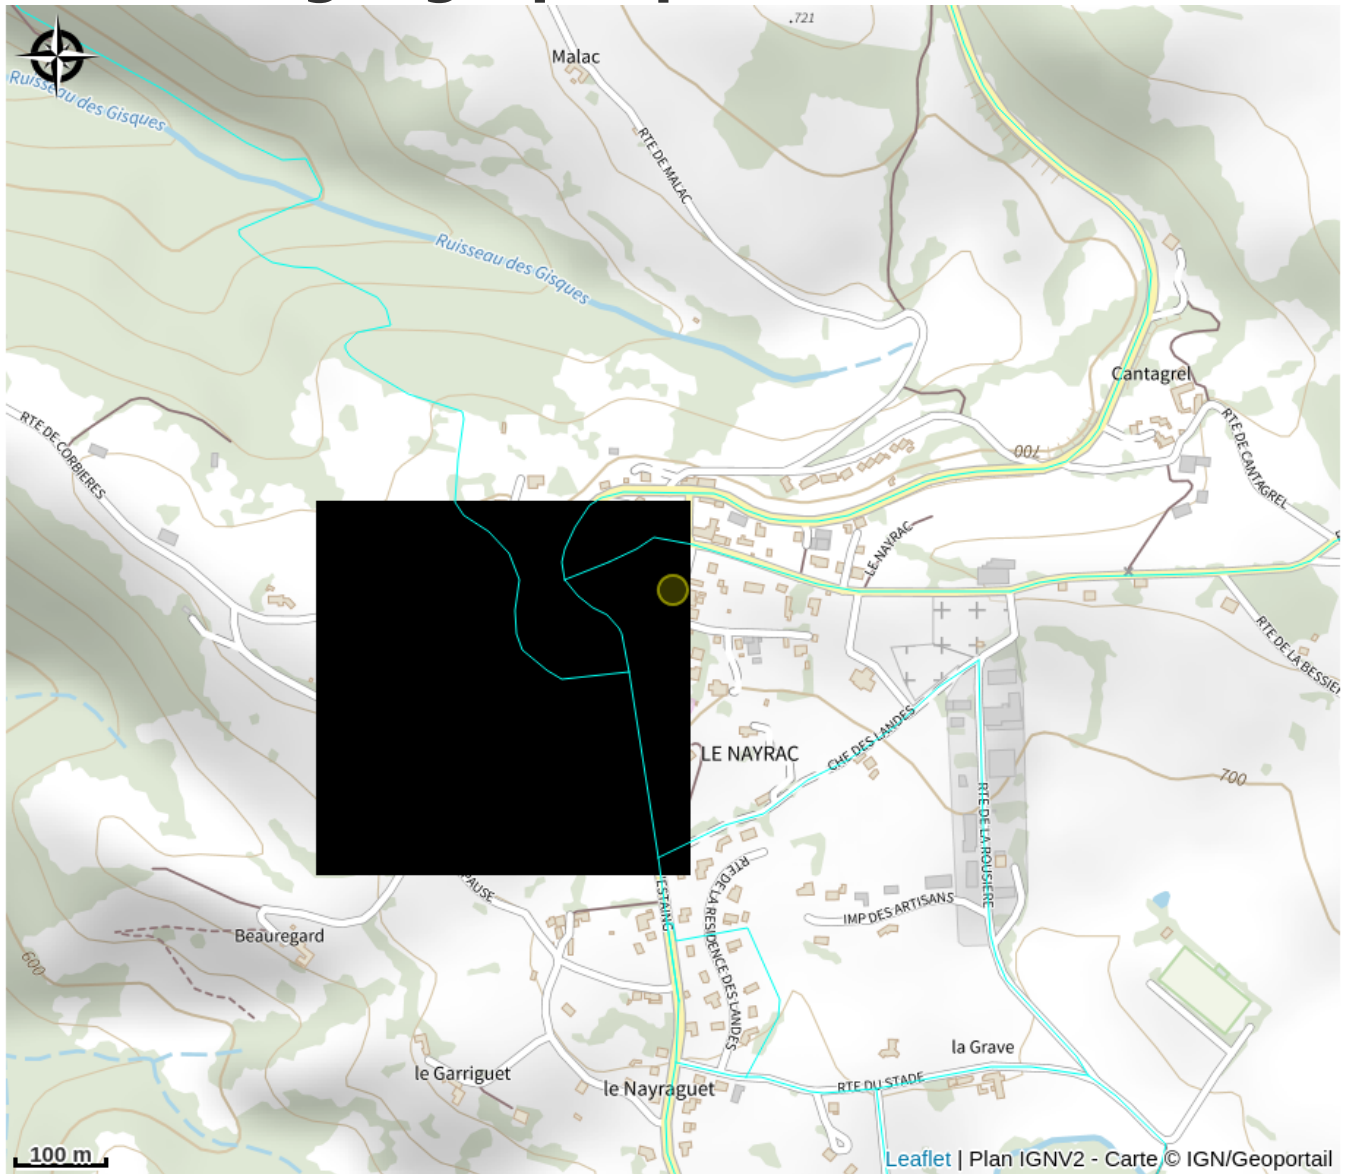 .721
Malac
Ruisseau des Gisques
RTE DE MALAC
Ruisseau des Gisques
Cantagrel
RTE DE CORBIERES
RTE DE CANTAGREL
700
LE NAYRAC
RTE DE LA BESSIE
LE NAYRAC
CHE DES LANDES
700
RTE DE LA ROUSIERE
RTE DE LA RESIDENCE DES LANDES
PAUSE
'ESTAING
IMP DES ARTISANS
Beauregard
600
la Grave
le Garriguet
le Nayraguet
RTE DU STADE
100 m
Leaflet | Plan IGNV2 - Carte © IGN/Geoportail